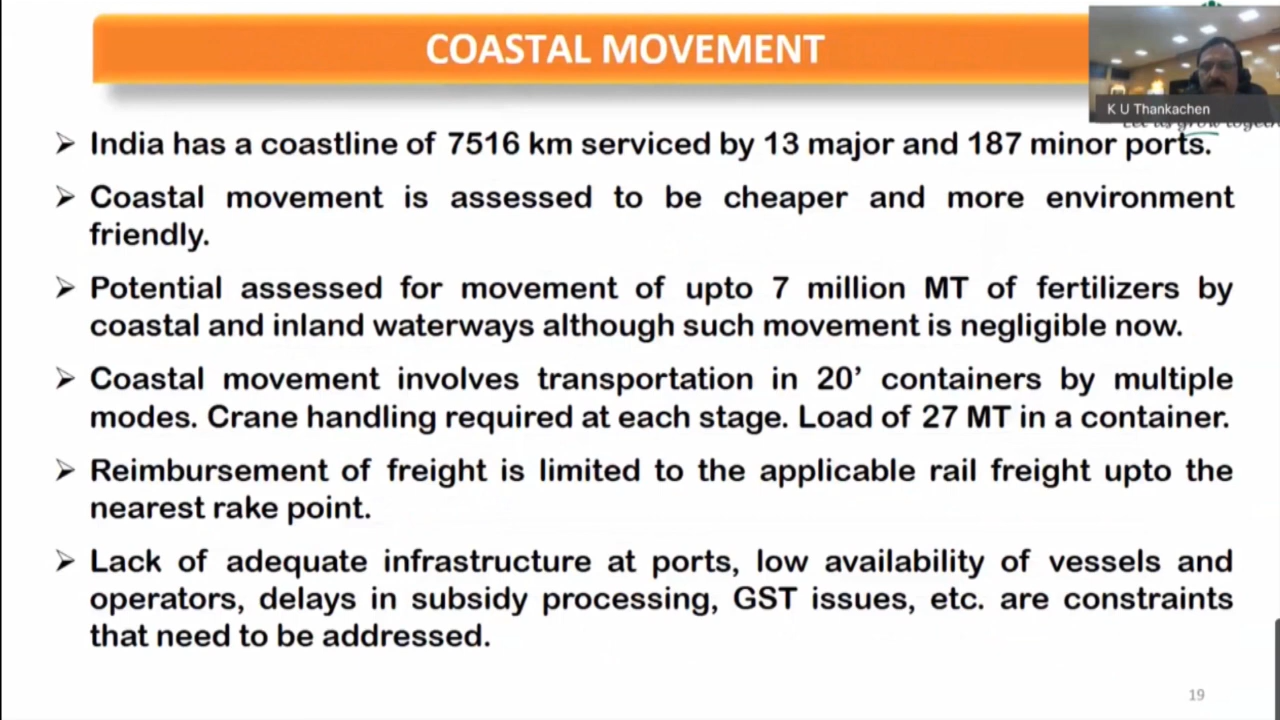 COASTAL MOVEMENT
K U Thankachen
➢ India has a coastline of 7516 km serviced by 13 major and 187 minor ports.
➢ Coastal movement is assessed to be cheaper and more environment
friendly.
➢ Potential assessed for movement of upto 7 million MT of fertilizers by
coastal and inland waterways although such movement is negligible now.
➢ Coastal movement involves transportation in 20’ containers by multiple
modes. Crane handling required at each stage. Load of 27 MT in a container.
➢ Reimbursement of freight is limited to the applicable rail freight upto the
nearest rake point.
➢ Lack of adequate infrastructure at ports, low availability of vessels and
operators, delays in subsidy processing, GST issues, etc. are constraints
that need to be addressed.
19